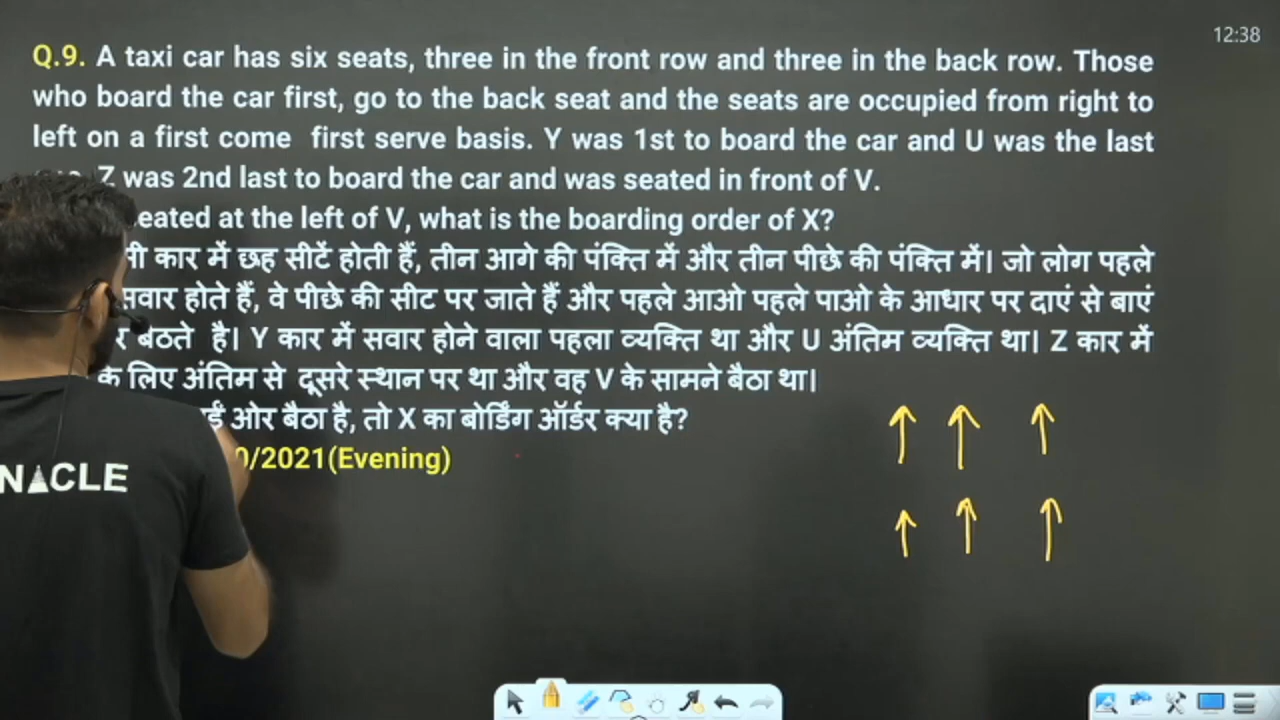 12:38
Q.9. A taxi car has six seats, three in the front row and three in the back row. Those
who board the car first, go to the back seat and the seats are occupied from right to
left on a first come first serve basis. Y was 1st to board the car and U was the last
Z was 2nd last to board the car and was seated in front of V.
eated at the left of V, what is the boarding order of X?
कार में छह सीटें होती हैं, तीन आगे की पंक्ति में और तीन पीछे की पंक्ति में। जो लोग पहले
सवार होते हैं, वे पीछे की सीट पर जाते हैं और पहले आओ पहले पाओ के आधार पर दाएं से बाएं
बैठते है। Y कार में सवार होने वाला पहला व्यक्ति था और U अंतिम व्यक्ति था। Z कार में
के लिए अंतिम से दूसरे स्थान पर था और वह V के सामने बैठा था।
ओर बैठा है, तो X का बोर्डिंग ऑर्डर क्या है?
0/2021(Evening)
NACLE